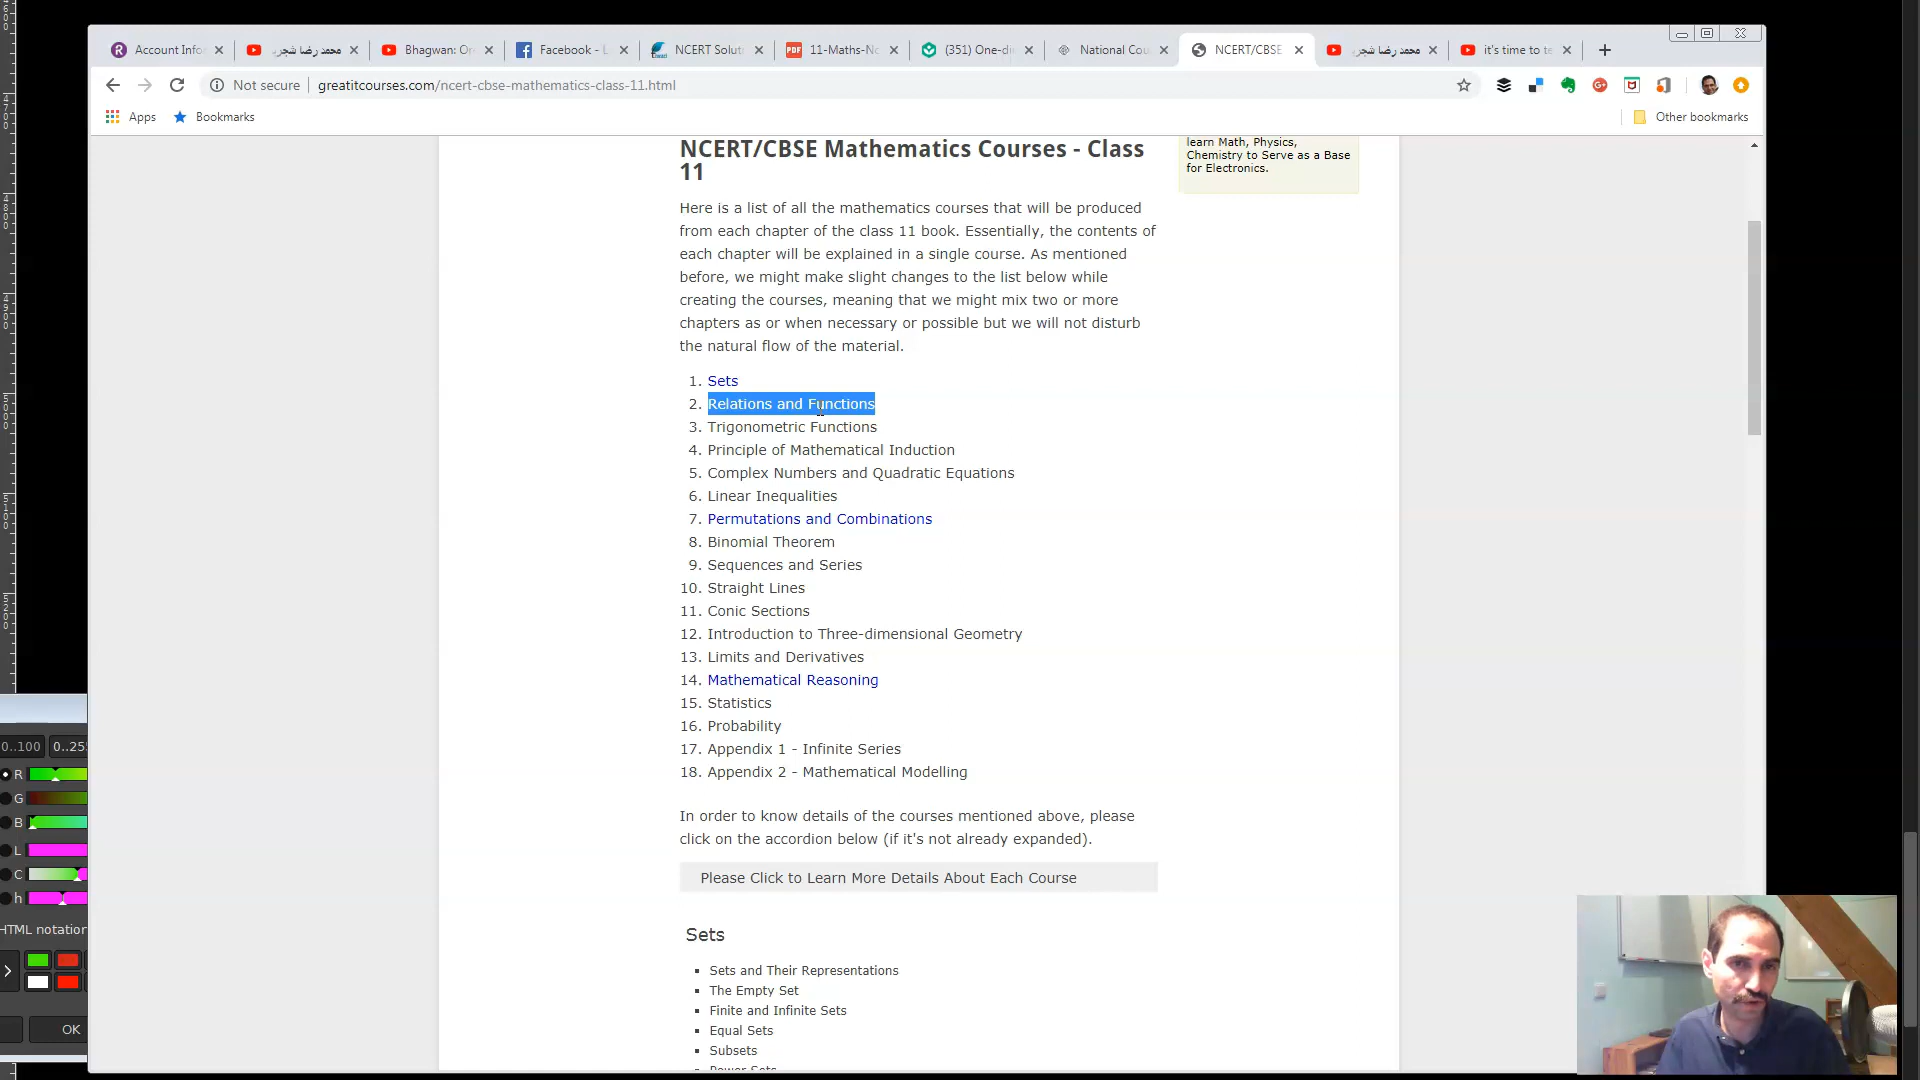 Account Info
محمد رضا شجری
Bhagwan: O
Facebook - L
NCERT Solut
11-Maths-N
(351) One-di
National Cou
NCERT/CBSE
محمد رضا شجری
it's time to te
Not secure
greatitcourses.com/ncert-cbse-mathematics-class-11.html
Apps
Bookmarks
Other bookmarks
NCERT/CBSE Mathematics Courses - Class
11
learn Math, Physics,
Chemistry to Serve as a Base
for Electronics.
Here is a list of all the mathematics courses that will be produced
from each chapter of the class 11 book. Essentially, the contents of
each chapter will be explained in a single course. As mentioned
before, we might make slight changes to the list below while
creating the courses, meaning that we might mix two or more
chapters as or when necessary or possible but we will not disturb
the natural flow of the material.
1. Sets
2. Relations and Functions
3. Trigonometric Functions
4. Principle of Mathematical Induction
5. Complex Numbers and Quadratic Equations
6. Linear Inequalities
7. Permutations and Combinations
8. Binomial Theorem
9. Sequences and Series
10. Straight Lines
11. Conic Sections
12. Introduction to Three-dimensional Geometry
13. Limits and Derivatives
14. Mathematical Reasoning
15. Statistics
16. Probability
17. Appendix 1 - Infinite Series
18. Appendix 2 - Mathematical Modelling
In order to know details of the courses mentioned above, please
click on the accordion below (if it's not already expanded).
Please Click to Learn More Details About Each Course
Sets
Sets and Their Representations
The Empty Set
Finite and Infinite Sets
Equal Sets
Subsets
Power Sets
0..100
0..255
R
G
B
L
C
h
HTML notation
OK